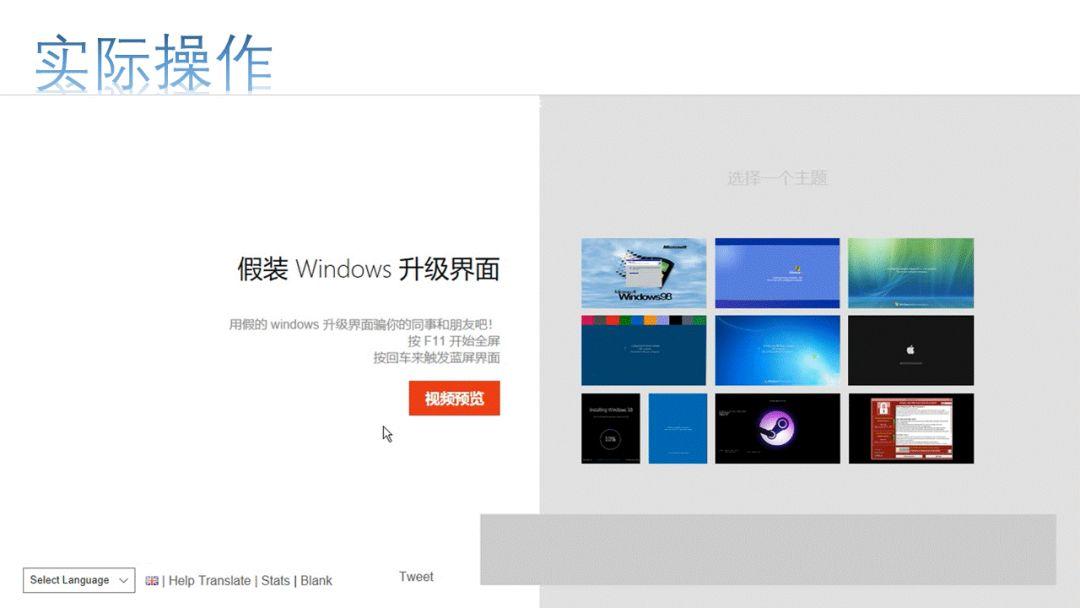 实际操作
假装 Windows 升级界面
用假的 windows 升级界面骗你的同事和朋友吧!
按 F11 开始全屏
按回车来触发蓝屏界面
视频预览
Select Language
| Help Translate | Stats | Blank
Tweet
选择一个主题
Microsoft
Windows98
Installing Windows 10
10%